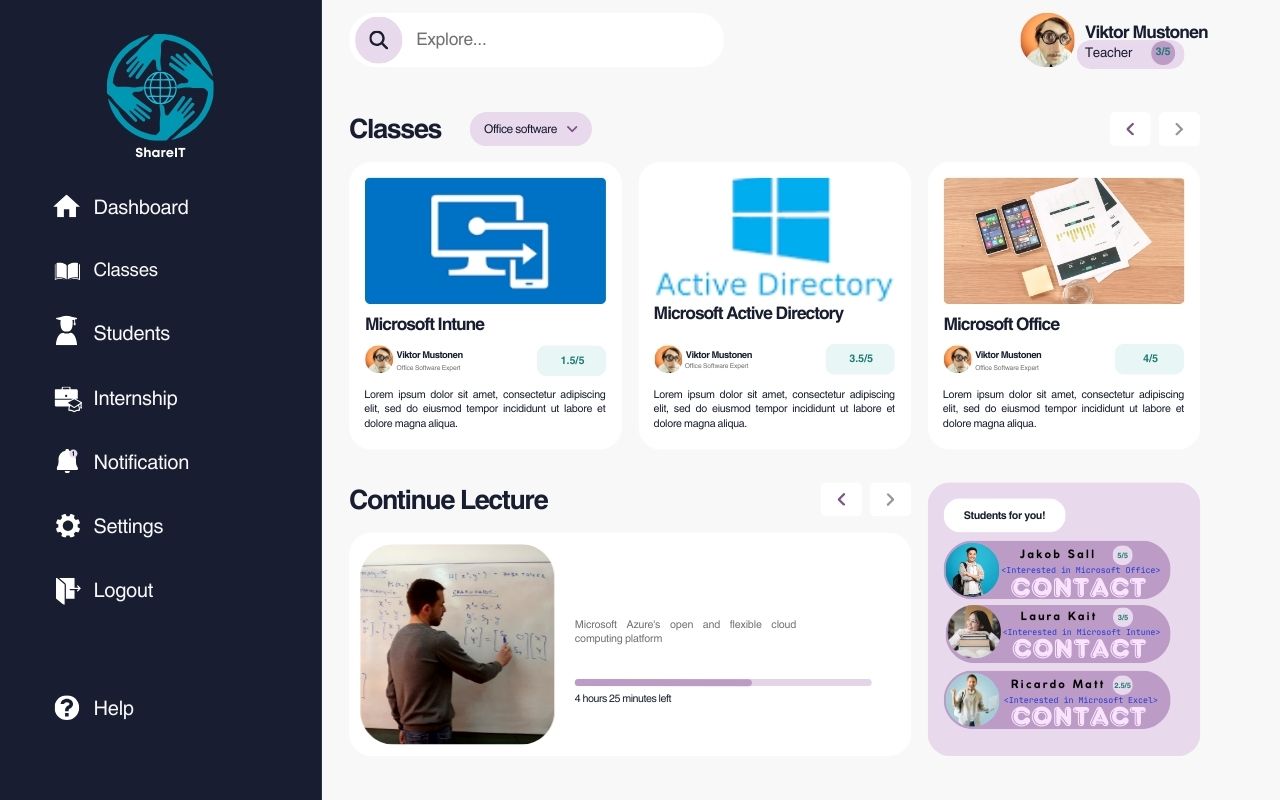 ShareIT
Dashboard
Classes
Students
Internship
Notification
Settings
Logout
Help
Explore...
Viktor Mustonen
Teacher 3/5
Classes
Office software
Active Directory
Microsoft Intune
Viktor Mustonen
Office Software Expert
1.5/5
Lorem ipsum dolor sit amet, consectetur adipiscing
elit, sed do eiusmod tempor incididunt ut labore et
dolore magna aliqua.
Microsoft Active Directory
Viktor Mustonen
Office Software Expert
3.5/5
Lorem ipsum dolor sit amet, consectetur adipiscing
elit, sed do eiusmod tempor incididunt ut labore et
dolore magna aliqua.
Microsoft Office
Viktor Mustonen
Office Software Expert
4/5
Lorem ipsum dolor sit amet, consectetur adipiscing
elit, sed do eiusmod tempor incididunt ut labore et
dolore magna aliqua.
Continue Lecture
Microsoft Azure's open and flexible cloud
computing platform
4 hours 25 minutes left
Students for you!
Jakob Sall 5/5
<Interested in Microsoft Office>
CONTACT
Laura Kait 3/5
<Interested in Microsoft Intune>
CONTACT
Ricardo Matt 2.5/5
<Interested in Microsoft Excel>
CONTACT